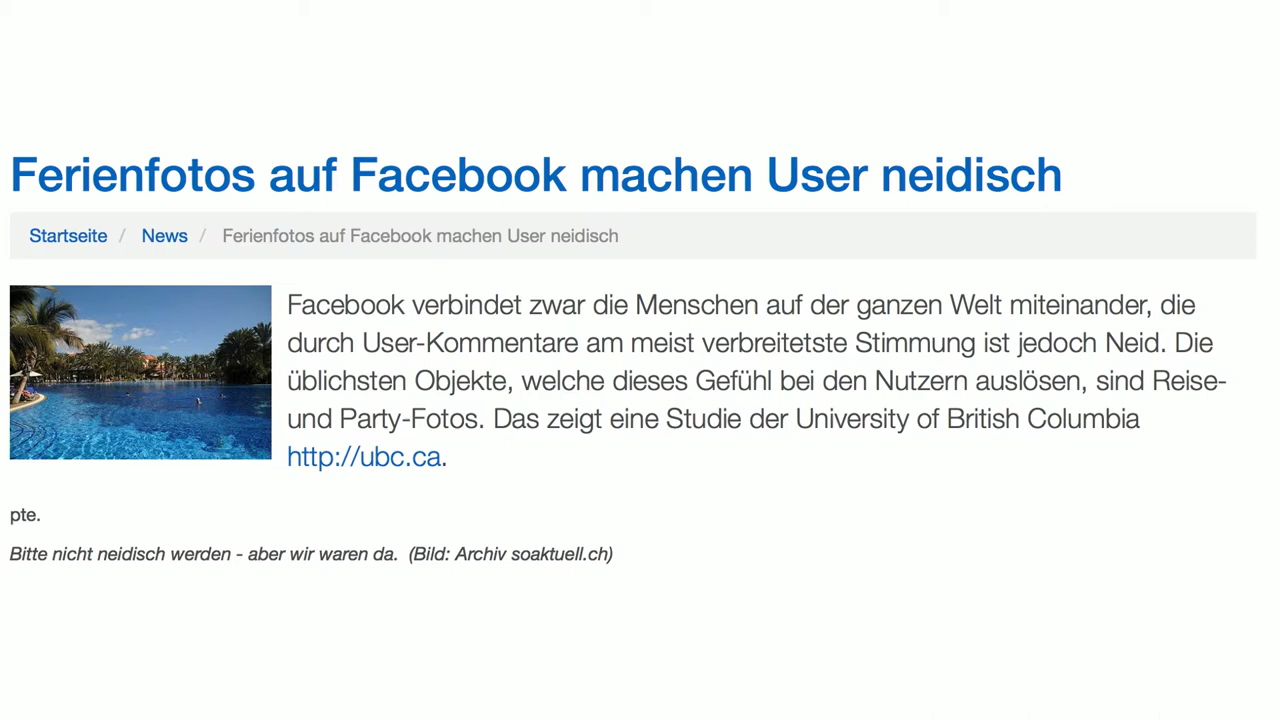 Ferienfotos auf Facebook machen User neidisch
Startseite / News / Ferienfotos auf Facebook machen User neidisch
Facebook verbindet zwar die Menschen auf der ganzen Welt miteinander, die
durch User-Kommentare am meist verbreitetste Stimmung ist jedoch Neid. Die
üblichsten Objekte, welche dieses Gefühl bei den Nutzern auslösen, sind Reise-
und Party-Fotos. Das zeigt eine Studie der University of British Columbia
http://ubc.ca.
pte.
Bitte nicht neidisch werden - aber wir waren da. (Bild: Archiv soaktuell.ch)